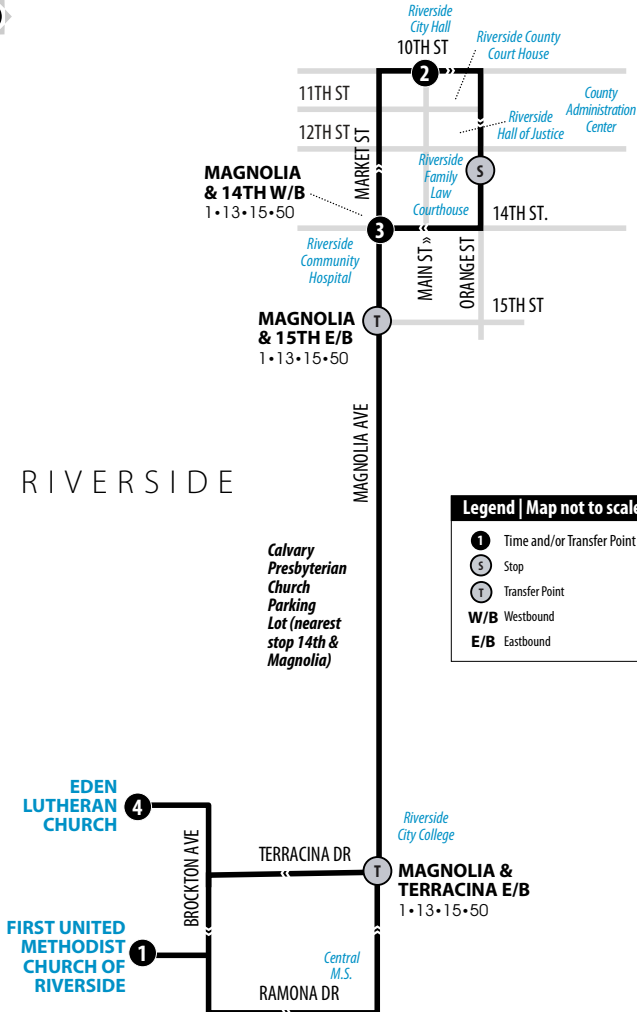 Riverside
City Hall
10TH ST
Riverside County
Court House
2
11TH ST
County
Administration
Center
12TH ST
Riverside
Hall of Justice
MARKET ST
Riverside
Family
Law
Courthouse
S
MAGNOLIA
& 14TH W/B
1•13•15•50
14TH ST.
3
Riverside
Community
Hospital
MAIN ST »
ORANGE ST
15TH ST
MAGNOLIA
& 15TH E/B
1•13•15•50
T
MAGNOLIA AVE
RIVERSIDE
Legend | Map not to scale
1 Time and/or Transfer Point
S Stop
T Transfer Point
W/B Westbound
E/B Eastbound
Calvary
Presbyterian
Church
Parking
Lot (nearest
stop 14th &
Magnolia)
EDEN
LUTHERAN
CHURCH
4
Riverside
City College
BROCKTON AVE
TERRACINA DR
T
MAGNOLIA &
TERRACINA E/B
1•13•15•50
FIRST UNITED
METHODIST
CHURCH OF
RIVERSIDE
1
Central
M.S.
RAMONA DR